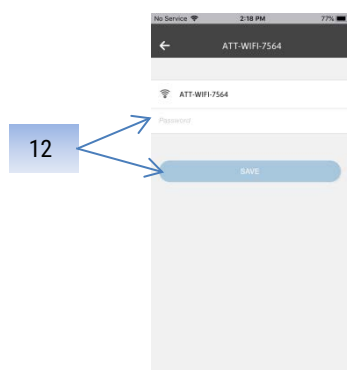 No Service 2:18 PM 77%
ATT-WIFI-7564
ATT-WIFI-7564
Password
12
SAVE